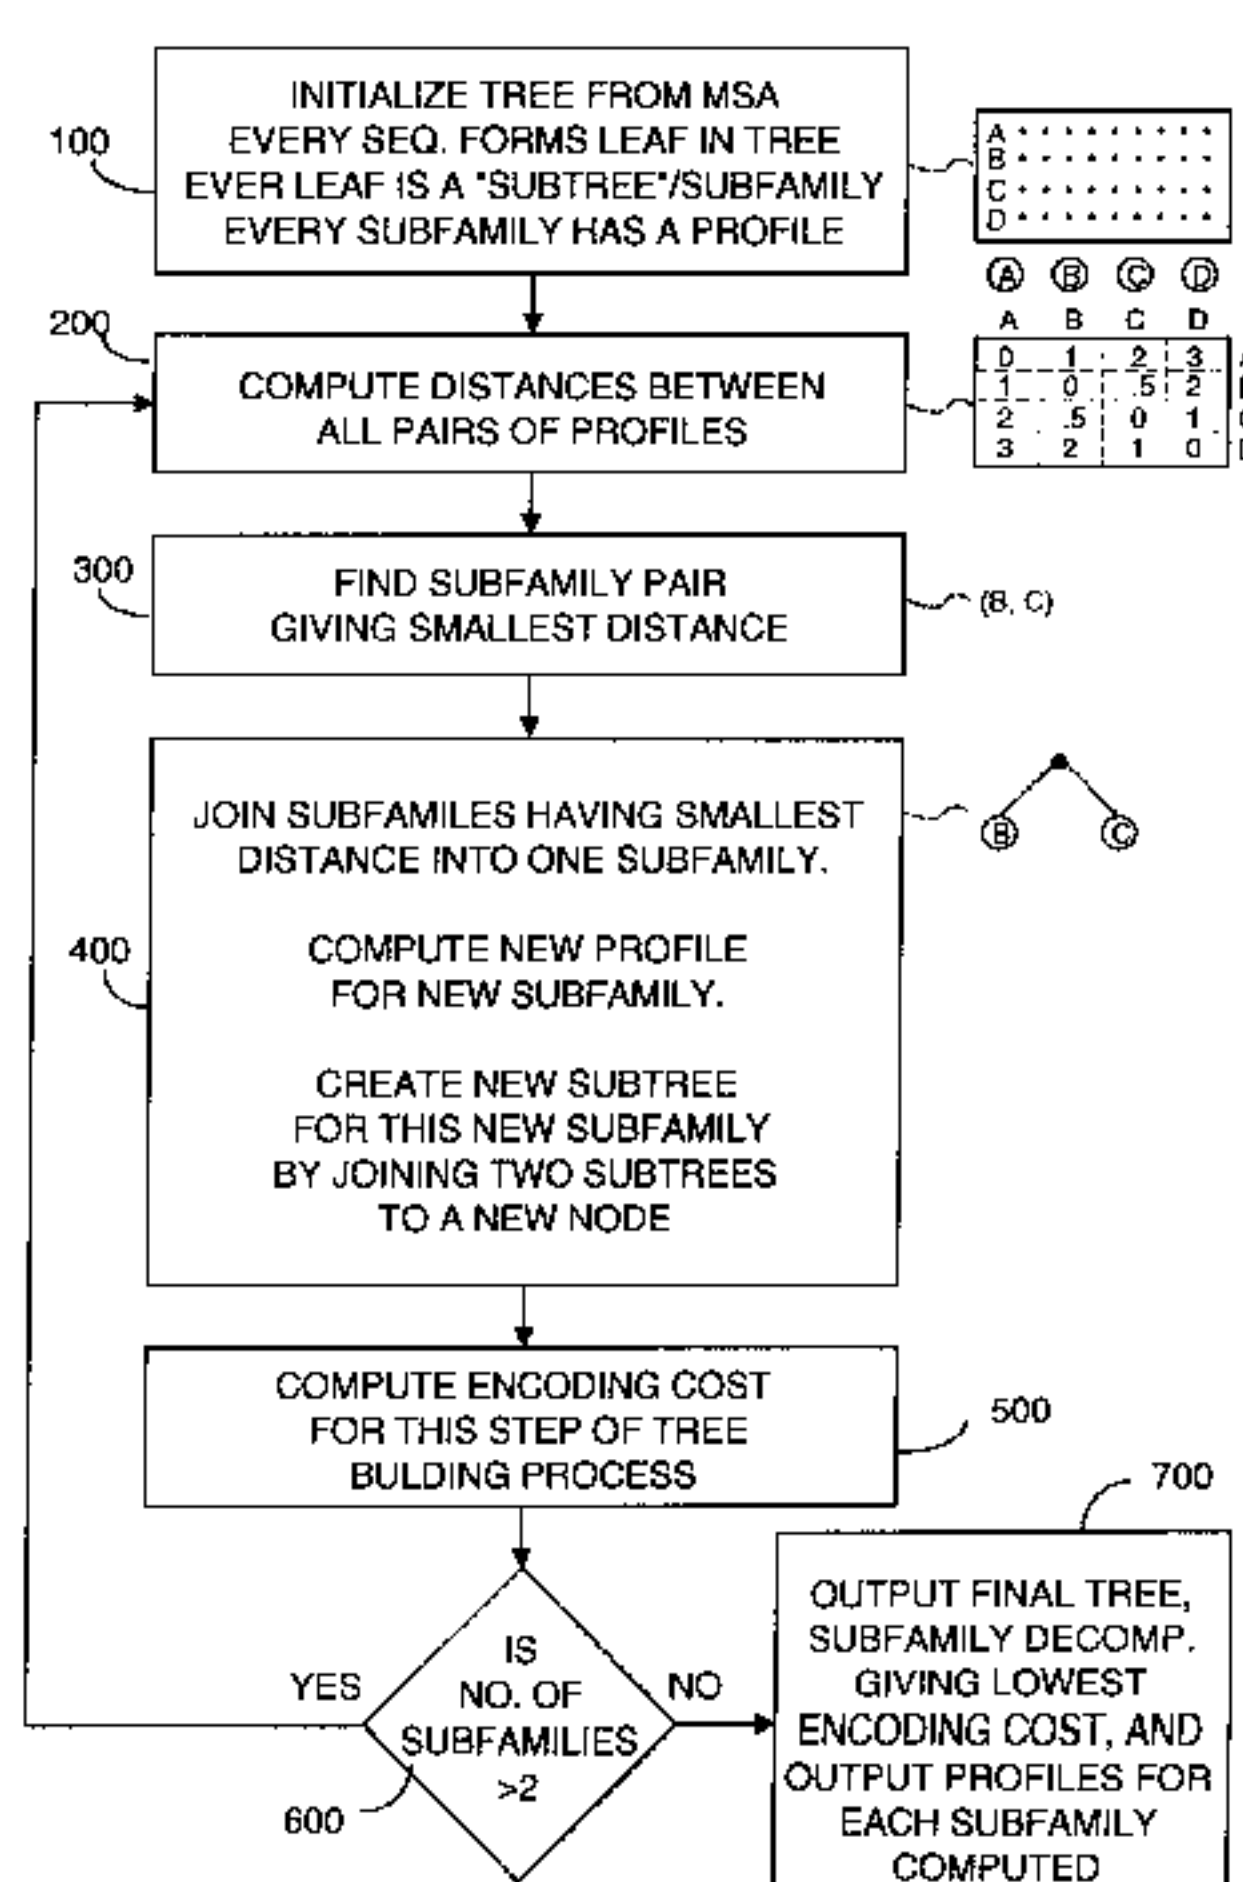 INITIALIZE TREE FROM MSA
EVERY SEQ. FORMS LEAF IN TREE
EVER LEAF IS A "SUBTREE"/SUBFAMILY
EVERY SUBFAMILY HAS A PROFILE
100
A
B
C
D
A B C D
200
COMPUTE DISTANCES BETWEEN
ALL PAIRS OF PROFILES
A B C D
0 1 2 3
1 0 .5 2
2 .5 0 1
3 2 1 0
300
FIND SUBFAMILY PAIR
GIVING SMALLEST DISTANCE
(B, C)
400
JOIN SUBFAMILES HAVING SMALLEST
DISTANCE INTO ONE SUBFAMILY.
COMPUTE NEW PROFILE
FOR NEW SUBFAMILY.
CREATE NEW SUBTREE
FOR THIS NEW SUBFAMILY
BY JOINING TWO SUBTREES
TO A NEW NODE
B C
COMPUTE ENCODING COST
FOR THIS STEP OF TREE
BULDING PROCESS
500
IS
NO. OF
SUBFAMILIES
>2
YES
NO
600
700
OUTPUT FINAL TREE,
SUBFAMILY DECOMP.
GIVING LOWEST
ENCODING COST, AND
OUTPUT PROFILES FOR
EACH SUBFAMILY
COMPUTED